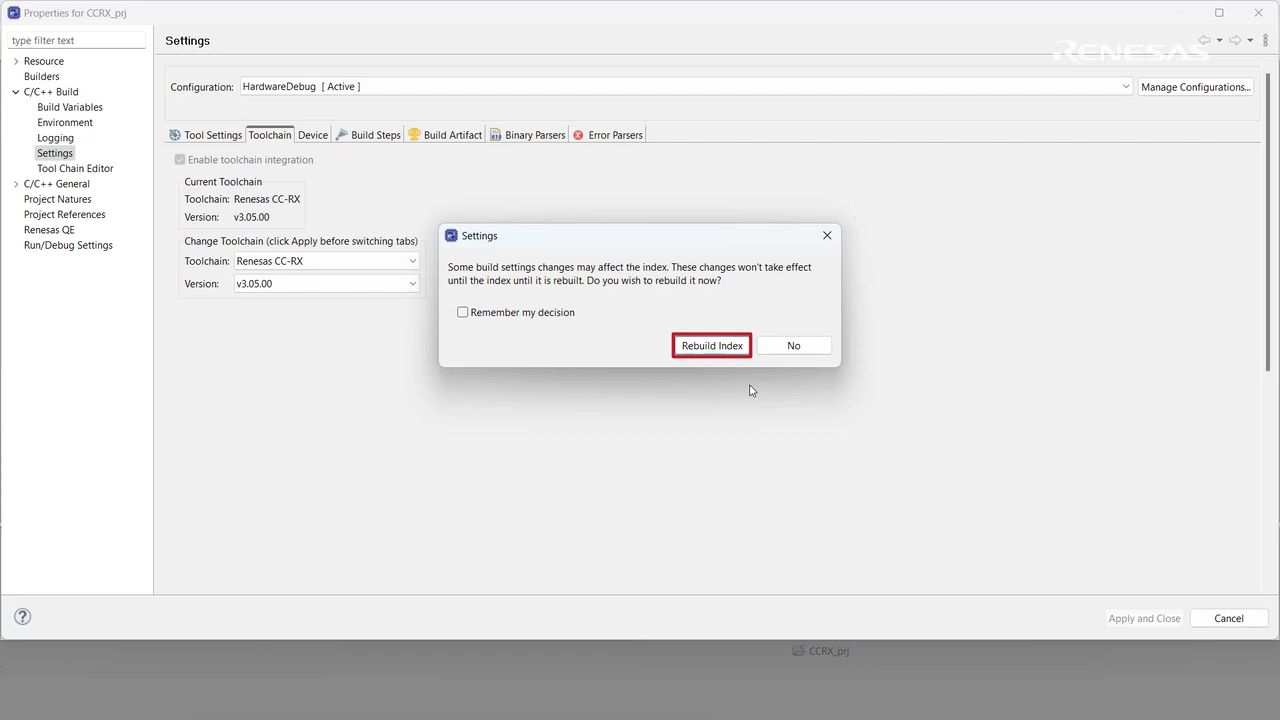 Properties for CCRX_prj
type filter text
Settings
RENESAS
Resource
Builders
C/C++ Build
Build Variables
Environment
Logging
Settings
Tool Chain Editor
C/C++ General
Project Natures
Project References
Renesas QE
Run/Debug Settings
Configuration: HardwareDebug [ Active ] Manage Configurations...
Tool Settings Toolchain Device Build Steps Build Artifact Binary Parsers Error Parsers
Enable toolchain integration
Current Toolchain
Toolchain: Renesas CC-RX
Version: v3.05.00
Change Toolchain (click Apply before switching tabs)
Toolchain: Renesas CC-RX
Version: v3.05.00
Settings
Some build settings changes may affect the index. These changes won't take effect
until the index until it is rebuilt. Do you wish to rebuild it now?
Remember my decision
Rebuild Index No
? Apply and Close Cancel
CCRX_prj